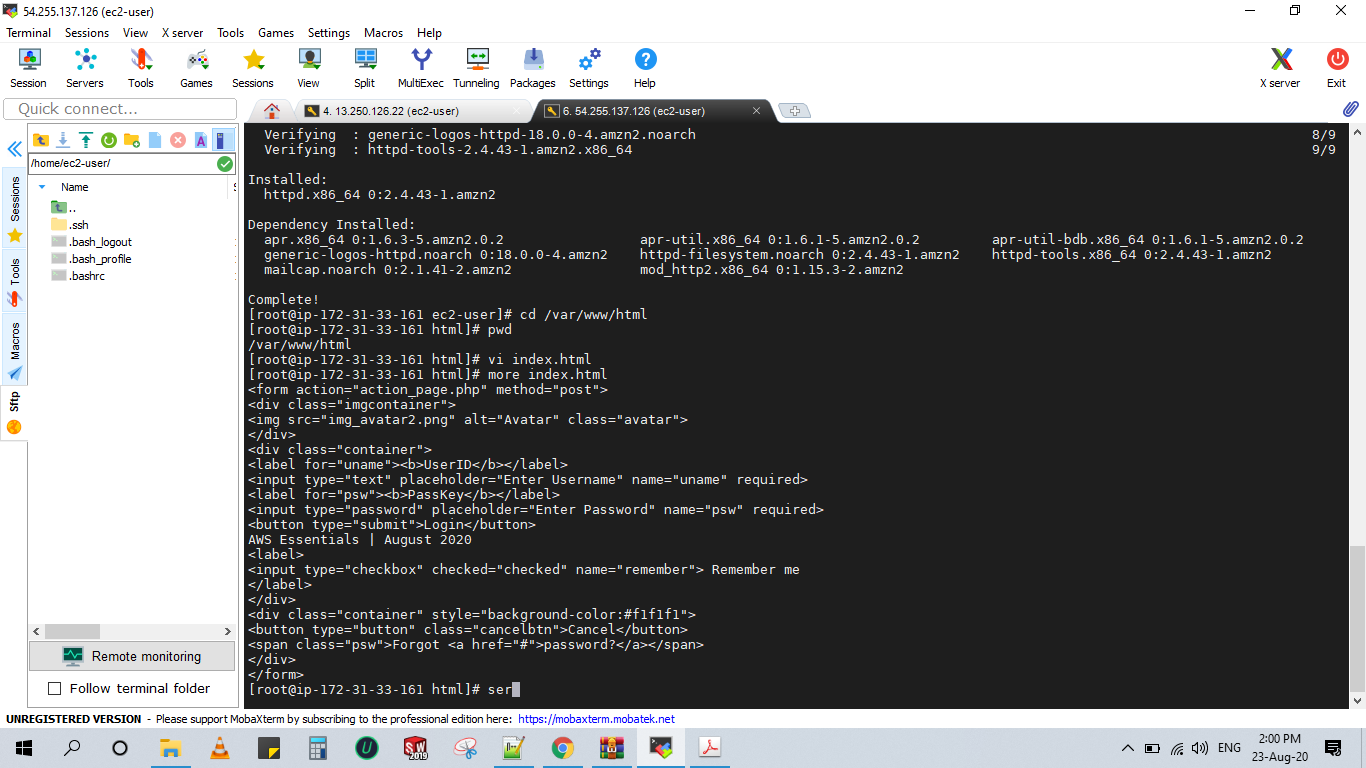 54.255.137.126 (ec2-user)
Terminal Sessions View X server Tools Games Settings Macros Help
Session Servers Tools Games Sessions View Split MultiExec Tunneling Packages Settings Help X server Exit
Quick connect...
4. 13.250.126.22 (ec2-user)
6. 54.255.137.126 (ec2-user)
/home/ec2-user/
Name
..
.ssh
.bash_logout
.bash_profile
.bashrc
Sessions
Tools
Macros
Sftp
Remote monitoring
Follow terminal folder
Verifying : generic-logos-httpd-18.0.0-4.amzn2.noarch 8/9
Verifying : httpd-tools-2.4.43-1.amzn2.x86_64 9/9
Installed:
httpd.x86_64 0:2.4.43-1.amzn2
Dependency Installed:
apr.x86_64 0:1.6.3-5.amzn2.0.2 apr-util.x86_64 0:1.6.1-5.amzn2.0.2 apr-util-bdb.x86_64 0:1.6.1-5.amzn2.0.2
generic-logos-httpd.noarch 0:18.0.0-4.amzn2 httpd-filesystem.noarch 0:2.4.43-1.amzn2 httpd-tools.x86_64 0:2.4.43-1.amzn2
mailcap.noarch 0:2.1.41-2.amzn2 mod_http2.x86_64 0:1.15.3-2.amzn2
Complete!
[root@ip-172-31-33-161 ec2-user]# cd /var/www/html
[root@ip-172-31-33-161 html]# pwd
/var/www/html
[root@ip-172-31-33-161 html]# vi index.html
[root@ip-172-31-33-161 html]# more index.html
<form action="action_page.php" method="post">
<div class="imgcontainer">
<img src="img_avatar2.png" alt="Avatar" class="avatar">
</div>
<div class="container">
<label for="uname"><b>UserID</b></label>
<input type="text" placeholder="Enter Username" name="uname" required>
<label for="psw"><b>PassKey</b></label>
<input type="password" placeholder="Enter Password" name="psw" required>
<button type="submit">Login</button>
AWS Essentials | August 2020
<label>
<input type="checkbox" checked="checked" name="remember"> Remember me
</label>
</div>
<div class="container" style="background-color:#f1f1f1">
<button type="button" class="cancelbtn">Cancel</button>
<span class="psw">Forgot <a href="#">password?</a></span>
</div>
</form>
[root@ip-172-31-33-161 html]# ser
UNREGISTERED VERSION - Please support MobaXterm by subscribing to the professional edition here: https://mobaxterm.mobatek.net
SW
2019
ENG
2:00 PM
23-Aug-20